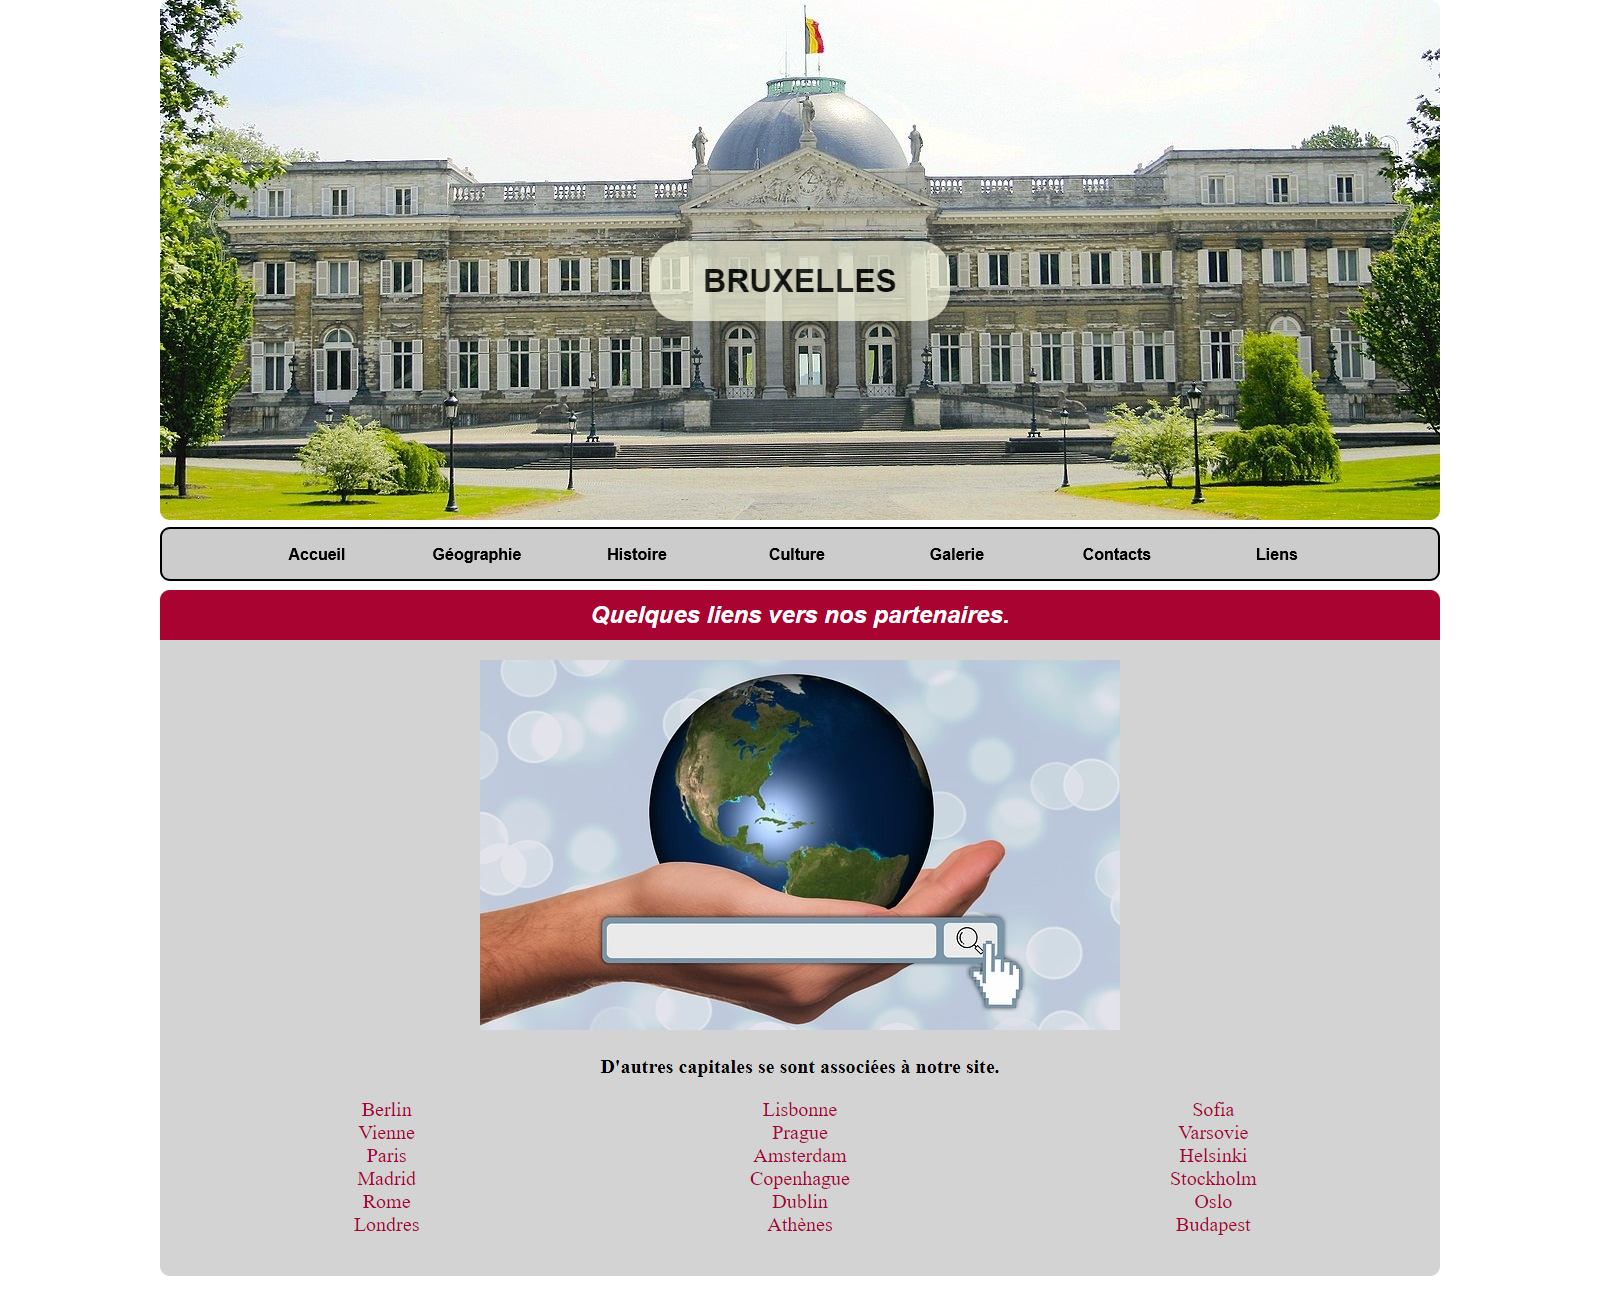 BRUXELLES
Accueil Géographie Histoire Culture Galerie Contacts Liens
Quelques liens vers nos partenaires.
D'autres capitales se sont associées à notre site.
Berlin
Vienne
Paris
Madrid
Rome
Londres
Lisbonne
Prague
Amsterdam
Copenhague
Dublin
Athènes
Sofia
Varsovie
Helsinki
Stockholm
Oslo
Budapest